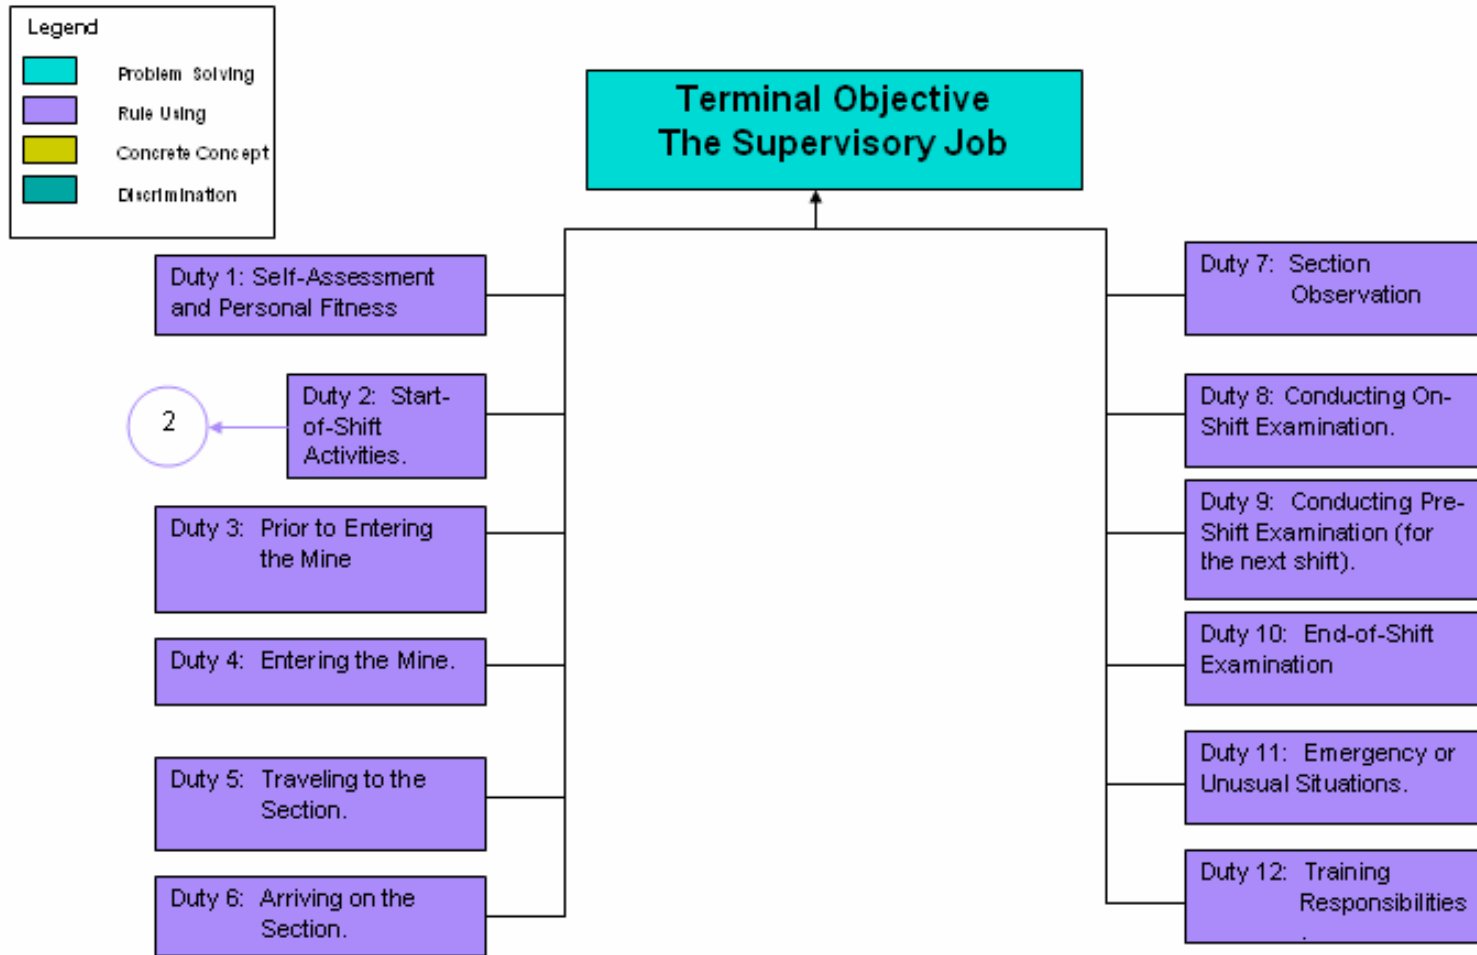 Legend
Problem Solving
Rule Using
Concrete Concept
Discrimination
Terminal Objective
The Supervisory Job
Duty 1: Self-Assessment
and Personal Fitness
2
Duty 2: Start-
of-Shift
Activities.
Duty 3: Prior to Entering
the Mine
Duty 4: Entering the Mine.
Duty 5: Traveling to the
Section.
Duty 6: Arriving on the
Section.
Duty 7: Section
Observation
Duty 8: Conducting On-
Shift Examination.
Duty 9: Conducting Pre-
Shift Examination (for
the next shift).
Duty 10: End-of-Shift
Examination
Duty 11: Emergency or
Unusual Situations.
Duty 12: Training
Responsibilities
.